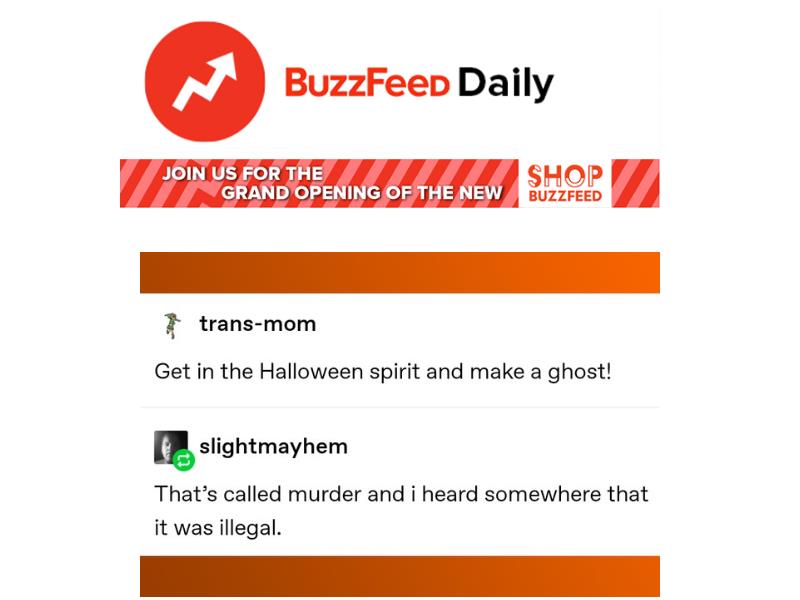 BuzzFeed Daily
JOIN US FOR THE
GRAND OPENING OF THE NEW
SHOP
BUZZFEED
trans-mom
Get in the Halloween spirit and make a ghost!
slightmayhem
That’s called murder and i heard somewhere that
it was illegal.